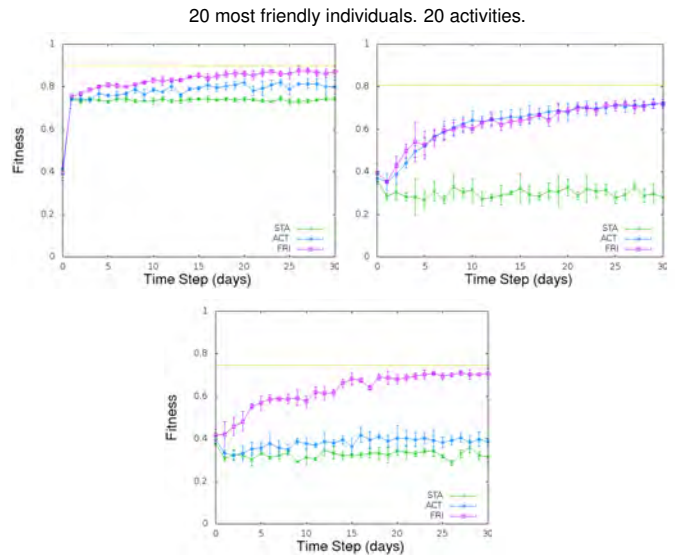 20 most friendly individuals. 20 activities.
1
0.8
0.6
0.4
0.2
0
Fitness
STA
ACT
FRI
0 5 10 15 20 25 30
Time Step (days)
1
0.8
0.6
0.4
0.2
0
STA
ACT
FRI
0 5 10 15 20 25 30
Time Step (days)
1
0.8
0.6
0.4
0.2
0
Fitness
STA
ACT
FRI
0 5 10 15 20 25 30
Time Step (days)